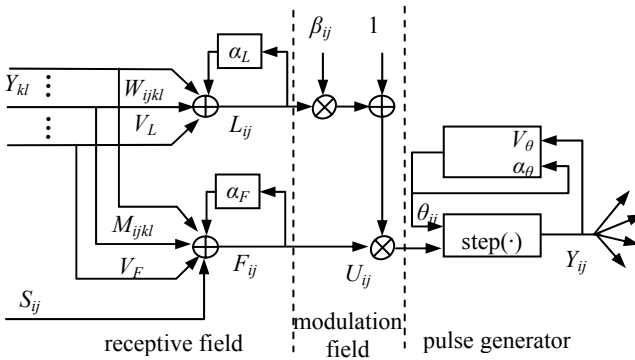 β_ij 1
α_L
Y_kl ⋮ ⋮ W_ijkl
⋮ ⋮ V_L L_ij
V_θ
α_θ
α_F
θ_ij
M_ijkl
step(·)
V_F F_ij U_ij Y_ij
S_ij
receptive field
modulation
field
pulse generator